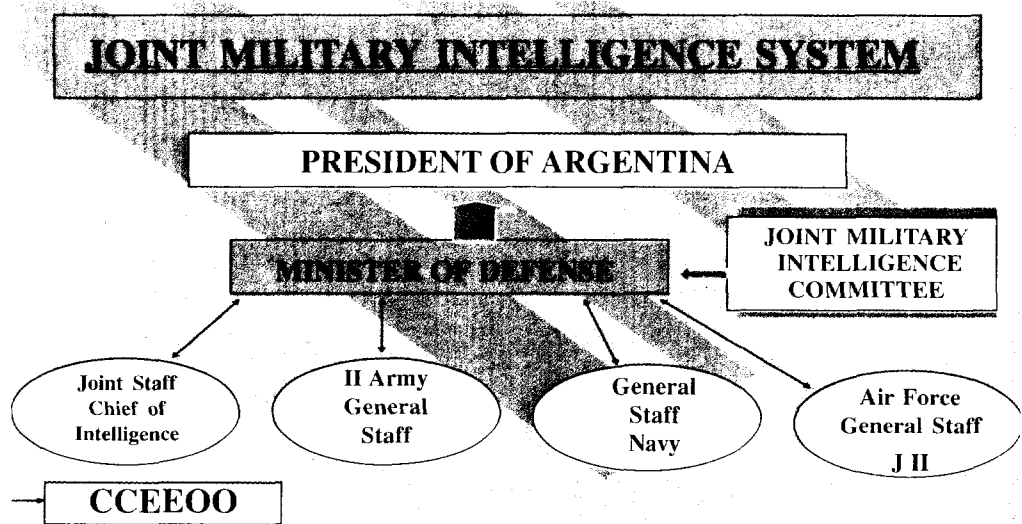 JOINT MILITARY INTELLIGENCE SYSTEM
PRESIDENT OF ARGENTINA
MINISTER OF DEFENSE
JOINT MILITARY
INTELLIGENCE
COMMITTEE
Joint Staff
Chief of
Intelligence
II Army
General
Staff
General
Staff
Navy
Air Force
General Staff
J II
CCEEOO